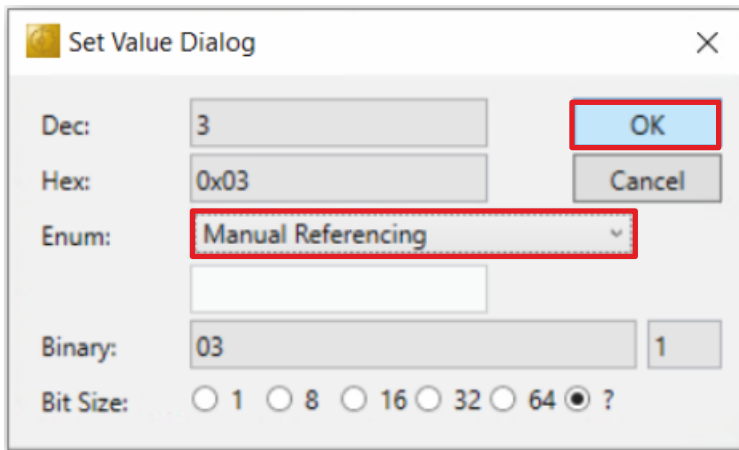 Set Value Dialog
Dec: 3 OK
Hex: 0x03 Cancel
Enum: Manual Referencing
Binary: 03 1
Bit Size: 1 8 16 32 64 ?